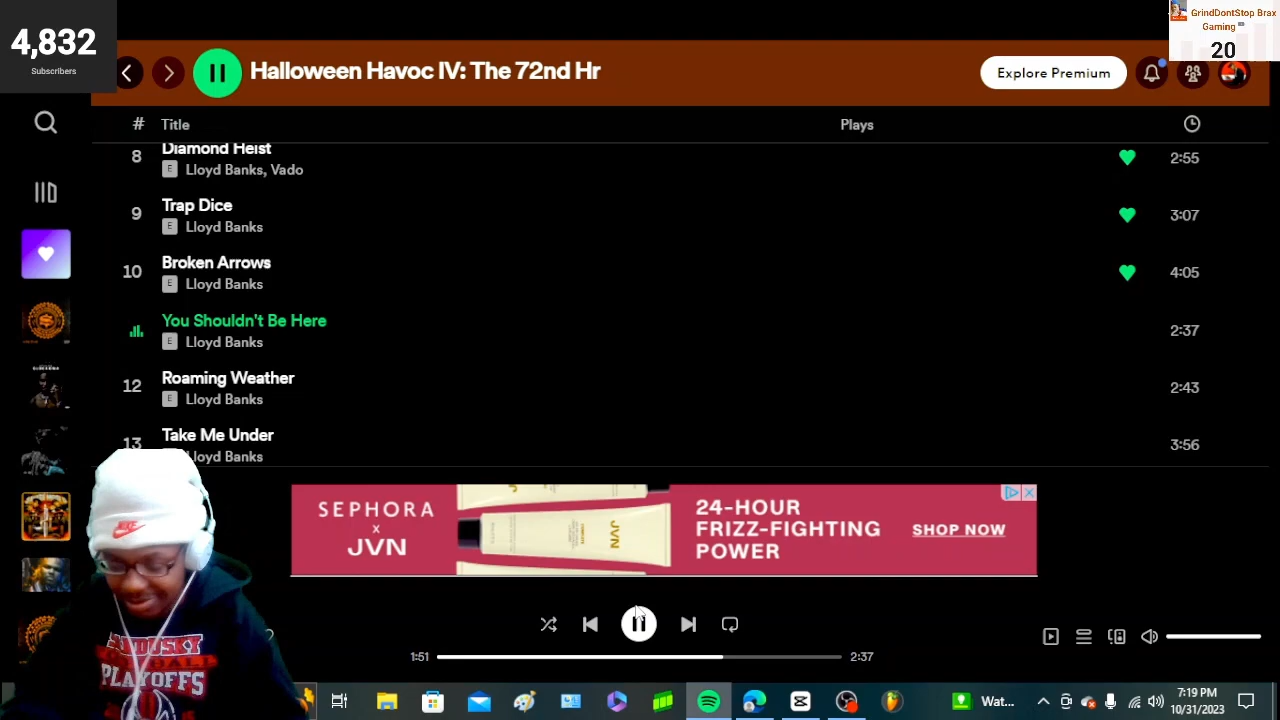 4,832
Subscribers
GrindDontStop Brax
Gaming
20
Halloween Havoc IV: The 72nd Hr
Explore Premium
# Title Plays
8 Diamond Heist 2:55
E Lloyd Banks, Vado
9 Trap Dice 3:07
E Lloyd Banks
10 Broken Arrows 4:05
E Lloyd Banks
You Shouldn't Be Here 2:37
E Lloyd Banks
12 Roaming Weather 2:43
E Lloyd Banks
13 Take Me Under 3:56
Lloyd Banks
SEPHORA
x
JVN
JVN
24-HOUR
FRIZZ-FIGHTING
POWER
SHOP NOW
1:51 2:37
NIKE
SANDUSKY
PLAYOFFS
Wat...
7:19 PM
10/31/2023